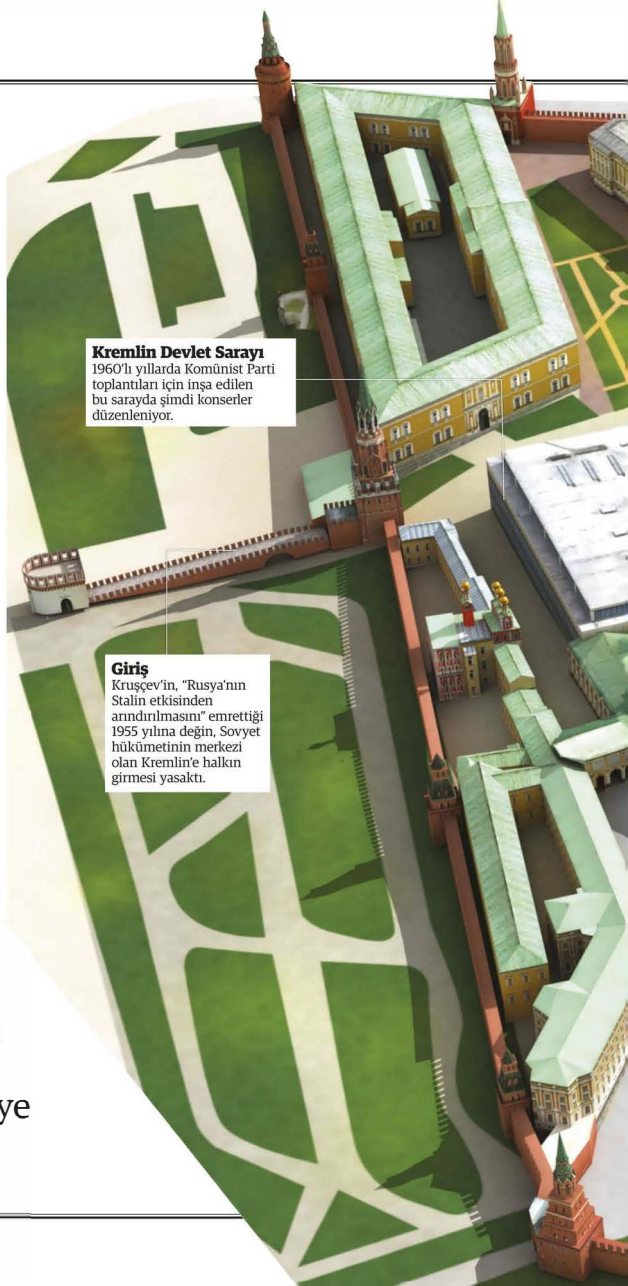 Kremlin Devlet Sarayı
1960'lı yıllarda Komünist Parti
toplantıları için inşa edilen
bu sarayda şimdi konserler
düzenleniyor.
Giriş
Kruşçev'in, "Rusya'nın
Stalin etkisinden
arındırılmasını" emrettiği
1955 yılına değin, Sovyet
hükümetinin merkezi
olan Kremlin'e halkın
girmesi yasaktı.
ye